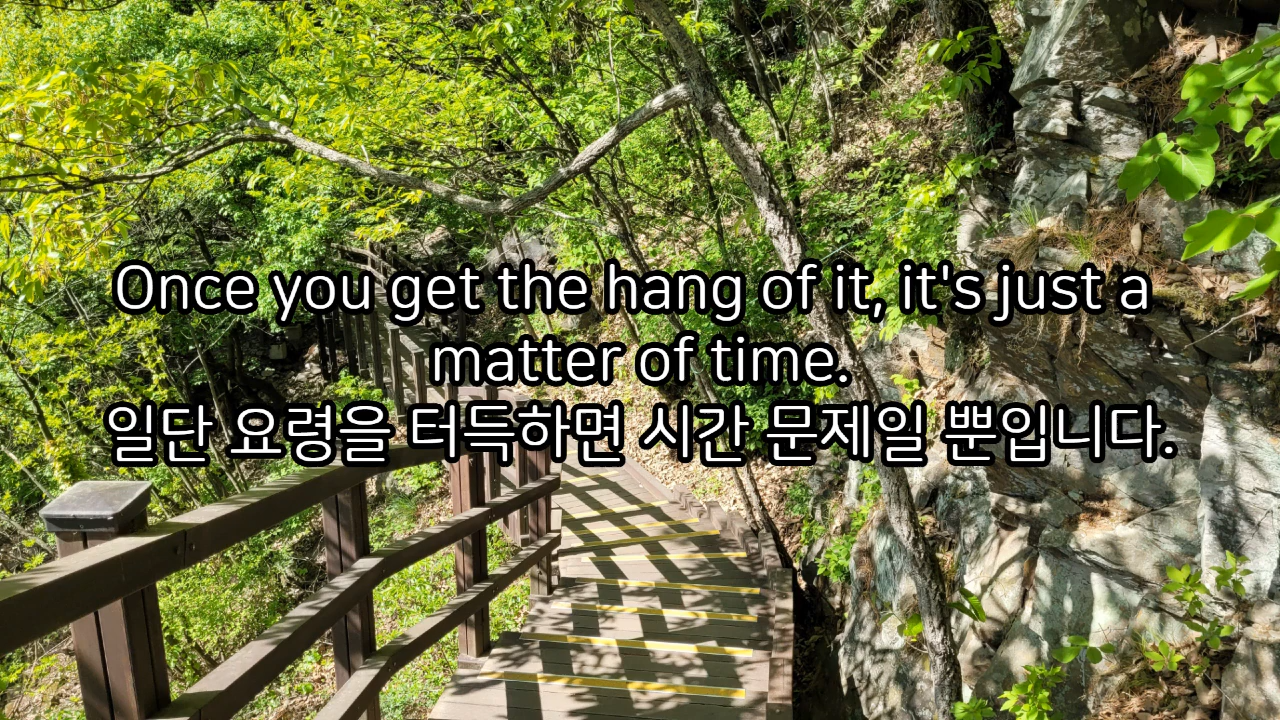 Once you get the hang of it, it's just a
matter of time.
일단 요령을 터득하면 시간 문제일 뿐입니다.